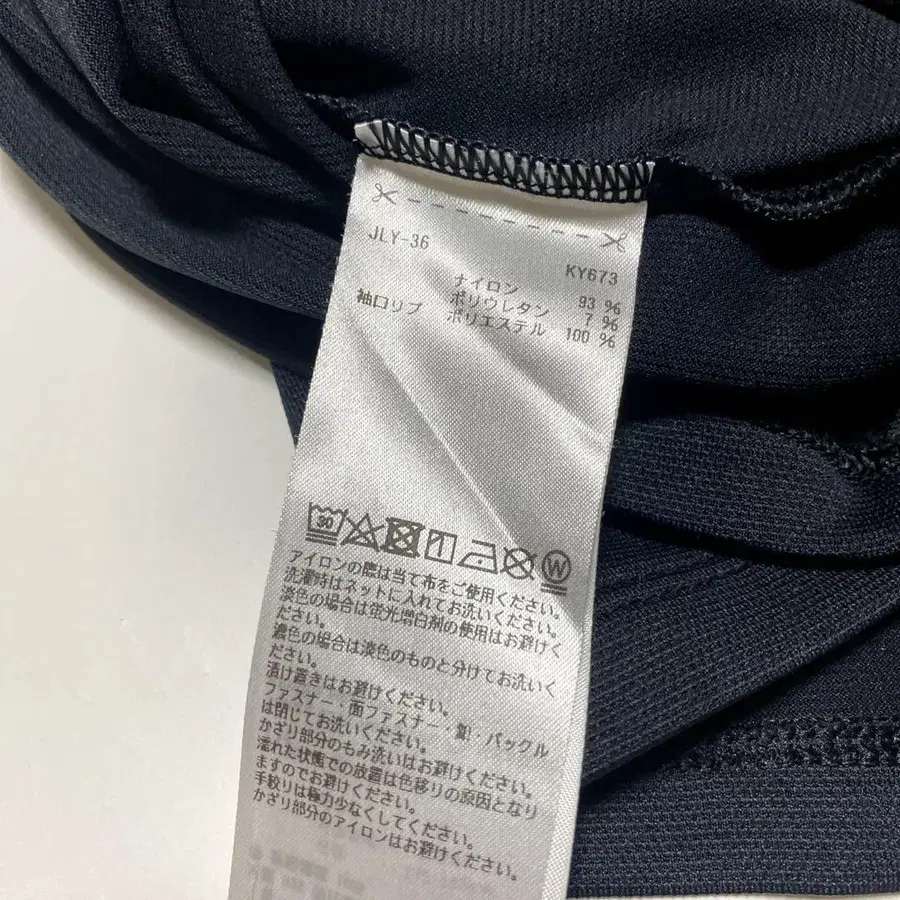 JLY-36
KY673
ナイロン 93 %
ポリウレタン 7 %
袖口リブ ポリエステル 100 %
30
W
アイロンの際は当て布をご使用ください。
洗濯時はネットに入れてお洗いください。
淡色の場合は蛍光増白剤の使用はお避けく
ださい。
濃色の場合は淡色のものと分けてお洗いく
ださい。
漬け置きはお避けください。
ファスナー・面ファスナー・釦・バックル
は閉じてお洗いください。
かざり部分のもみ洗いはお避けください。
濡れた状態での放置は色移りの原因となり
ますのでお避けください。
手絞りは極力少なくしてください。
かざり部分のアイロンはお避けください。